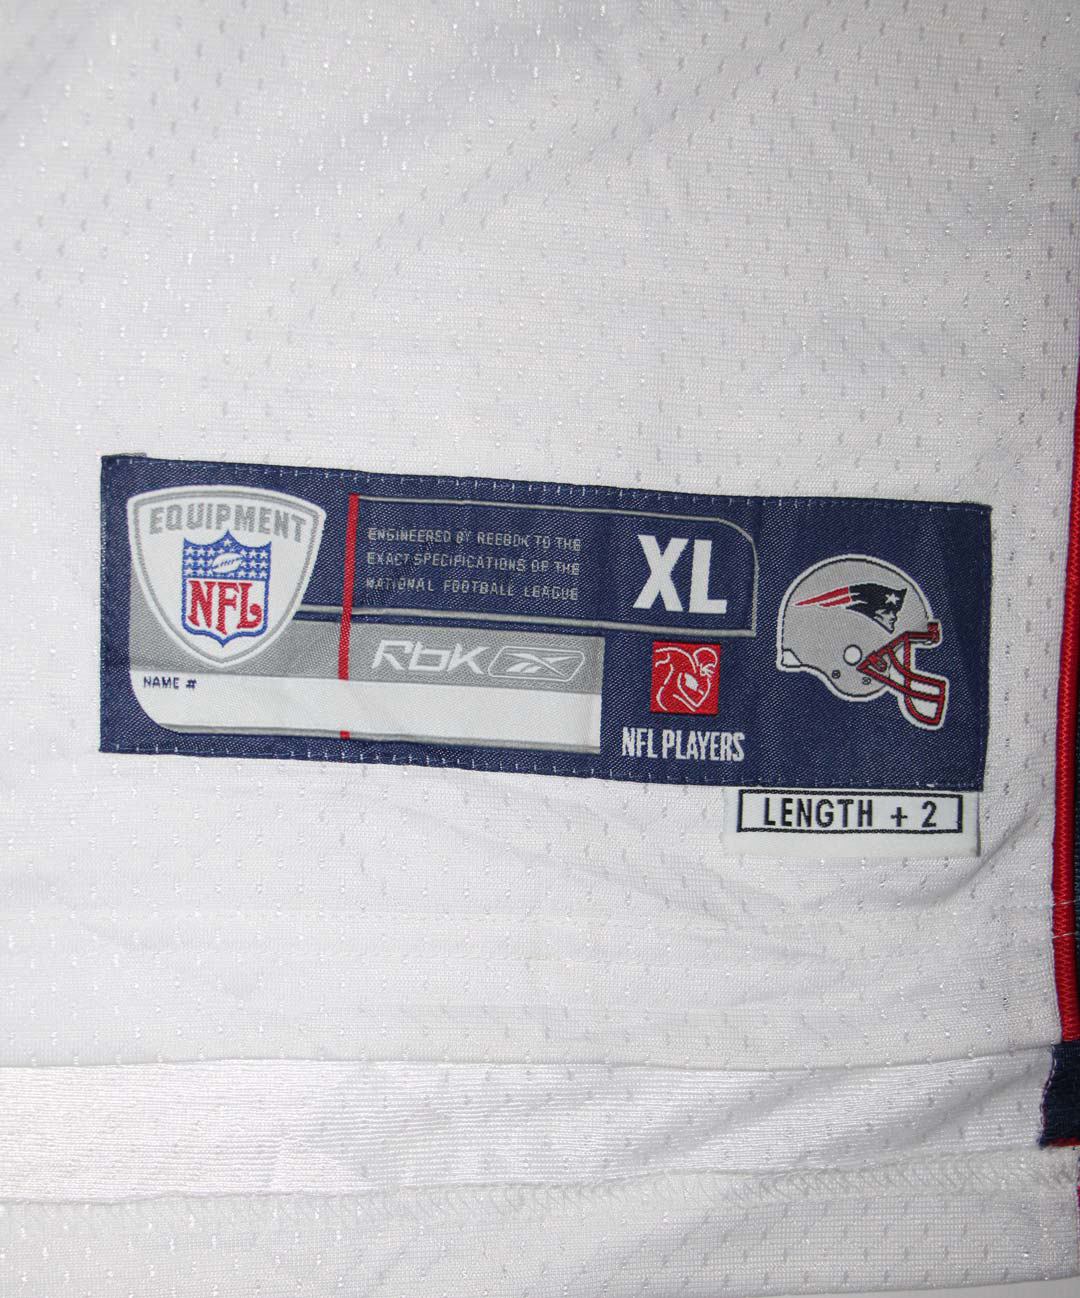 EQUIPMENT
NFL
ENGINEERED BY REEBOK TO THE
EXACT SPECIFICATIONS OF THE
NATIONAL FOOTBALL LEAGUE
XL
Rbk
NAME #
NFL PLAYERS
LENGTH + 2